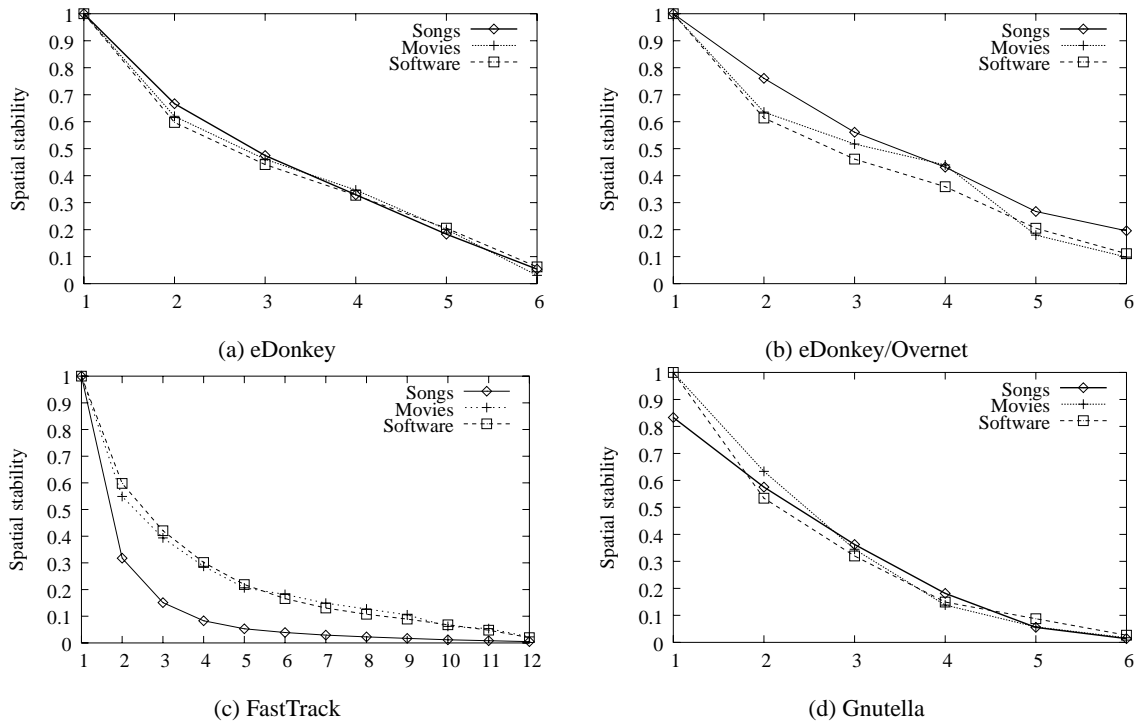 1
0.9
0.8
0.7
0.6
0.5
0.4
0.3
0.2
0.1
0
Spatial stability
Songs
Movies
Software
1 2 3 4 5 6
(a) eDonkey
1
0.9
0.8
0.7
0.6
0.5
0.4
0.3
0.2
0.1
0
Spatial stability
Songs
Movies
Software
1 2 3 4 5 6
(b) eDonkey/Overnet
1
0.9
0.8
0.7
0.6
0.5
0.4
0.3
0.2
0.1
0
Spatial stability
Songs
Movies
Software
1 2 3 4 5 6 7 8 9 10 11 12
(c) FastTrack
1
0.9
0.8
0.7
0.6
0.5
0.4
0.3
0.2
0.1
0
Spatial stability
Songs
Movies
Software
1 2 3 4 5 6
(d) Gnutella